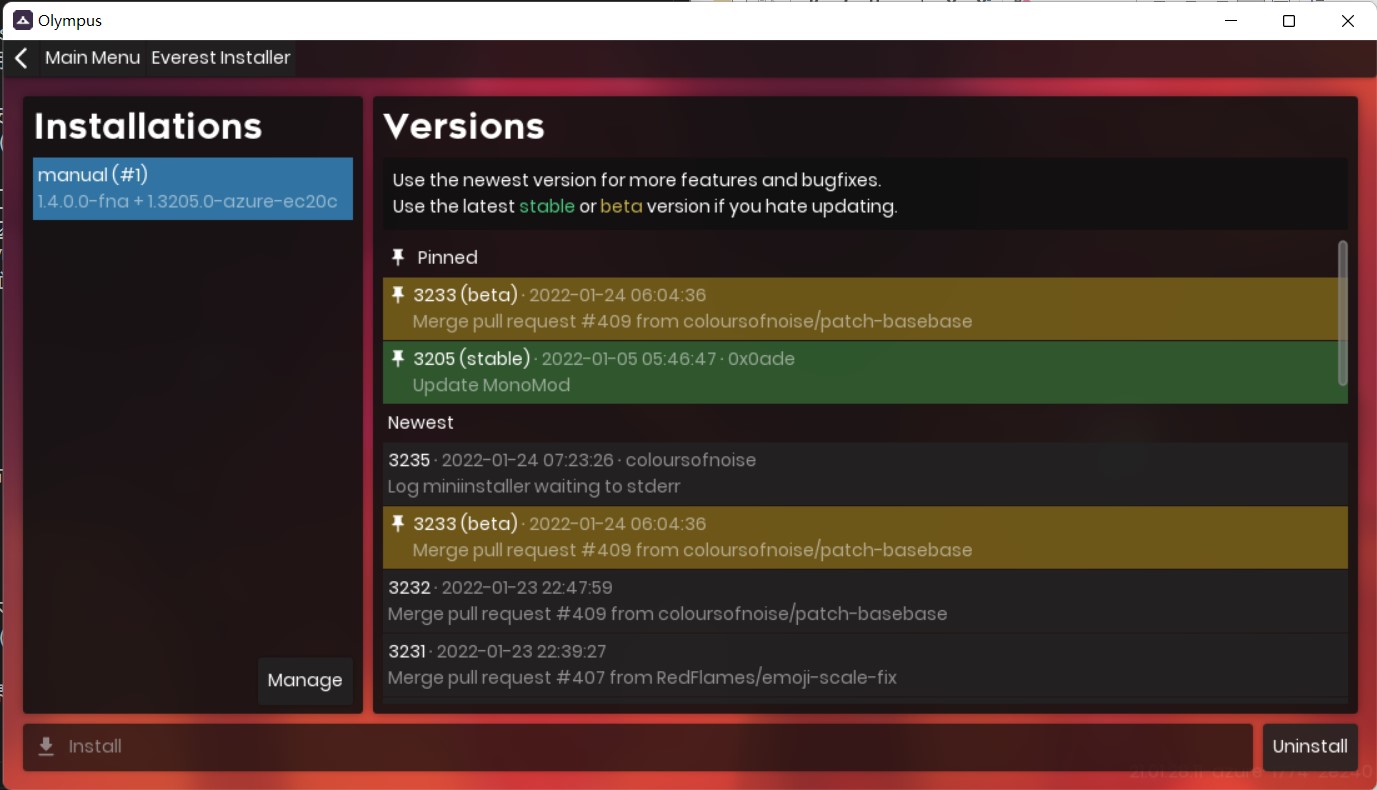 Olympus
Main Menu Everest Installer
Installations
manual (#1)
1.4.0.0-fna + 1.3205.0-azure-ec20c
Manage
Versions
Use the newest version for more features and bugfixes.
Use the latest stable or beta version if you hate updating.
Pinned
3233 (beta) · 2022-01-24 06:04:36
Merge pull request #409 from coloursofnoise/patch-basebase
3205 (stable) · 2022-01-05 05:46:47 · 0x0ade
Update MonoMod
Newest
3235 · 2022-01-24 07:23:26 · coloursofnoise
Log miniinstaller waiting to stderr
3233 (beta) · 2022-01-24 06:04:36
Merge pull request #409 from coloursofnoise/patch-basebase
3232 · 2022-01-23 22:47:59
Merge pull request #409 from coloursofnoise/patch-basebase
3231 · 2022-01-23 22:39:27
Merge pull request #407 from RedFlames/emoji-scale-fix
Install
Uninstall